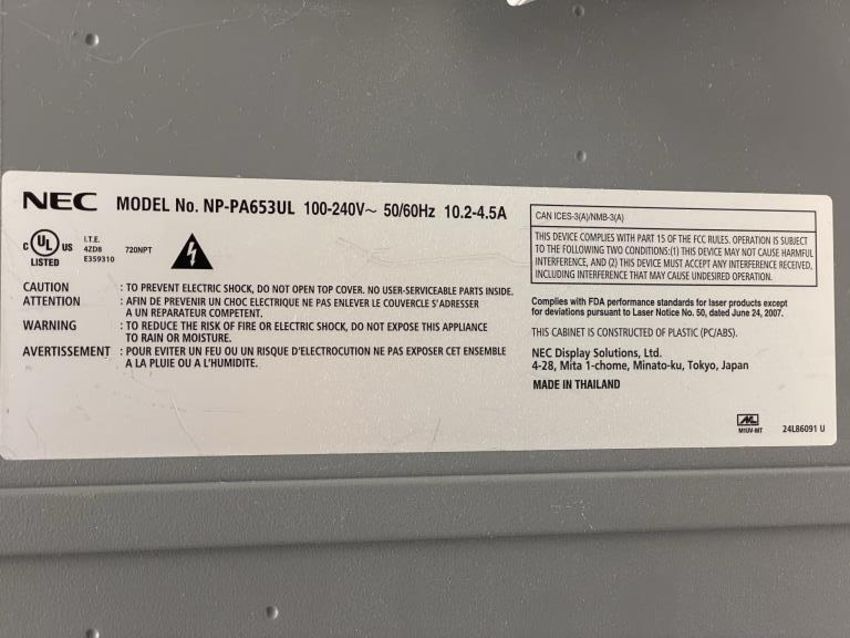 NEC MODEL No. NP-PA653UL 100-240V~ 50/60Hz 10.2-4.5A
C UL US LISTED
I.T.E.
4ZD8
E359310
720NPT
CAUTION : TO PREVENT ELECTRIC SHOCK, DO NOT OPEN TOP COVER. NO USER-SERVICEABLE PARTS INSIDE.
ATTENTION : AFIN DE PREVENIR UN CHOC ELECTRIQUE NE PAS ENLEVER LE COUVERCLE S'ADRESSER
A UN REPARATEUR COMPETENT.
WARNING : TO REDUCE THE RISK OF FIRE OR ELECTRIC SHOCK, DO NOT EXPOSE THIS APPLIANCE
TO RAIN OR MOISTURE.
AVERTISSEMENT : POUR EVITER UN FEU OU UN RISQUE D'ELECTROCUTION NE PAS EXPOSER CET ENSEMBLE
A LA PLUIE OU A L'HUMIDITE.
CAN ICES-3(A)/NMB-3(A)
THIS DEVICE COMPLIES WITH PART 15 OF THE FCC RULES. OPERATION IS SUBJECT
TO THE FOLLOWING TWO CONDITIONS:(1) THIS DEVICE MAY NOT CAUSE HARMFUL
INTERFERENCE, AND (2) THIS DEVICE MUST ACCEPT ANY INTERFERENCE RECEIVED,
INCLUDING INTERFERENCE THAT MAY CAUSE UNDESIRED OPERATION.
Complies with FDA performance standards for laser products except
for deviations pursuant to Laser Notice No. 50, dated June 24, 2007.
THIS CABINET IS CONSTRUCTED OF PLASTIC (PC/ABS).
NEC Display Solutions, Ltd.
4-28, Mita 1-chome, Minato-ku, Tokyo, Japan
MADE IN THAILAND
M1UV-MT
24L86091 U